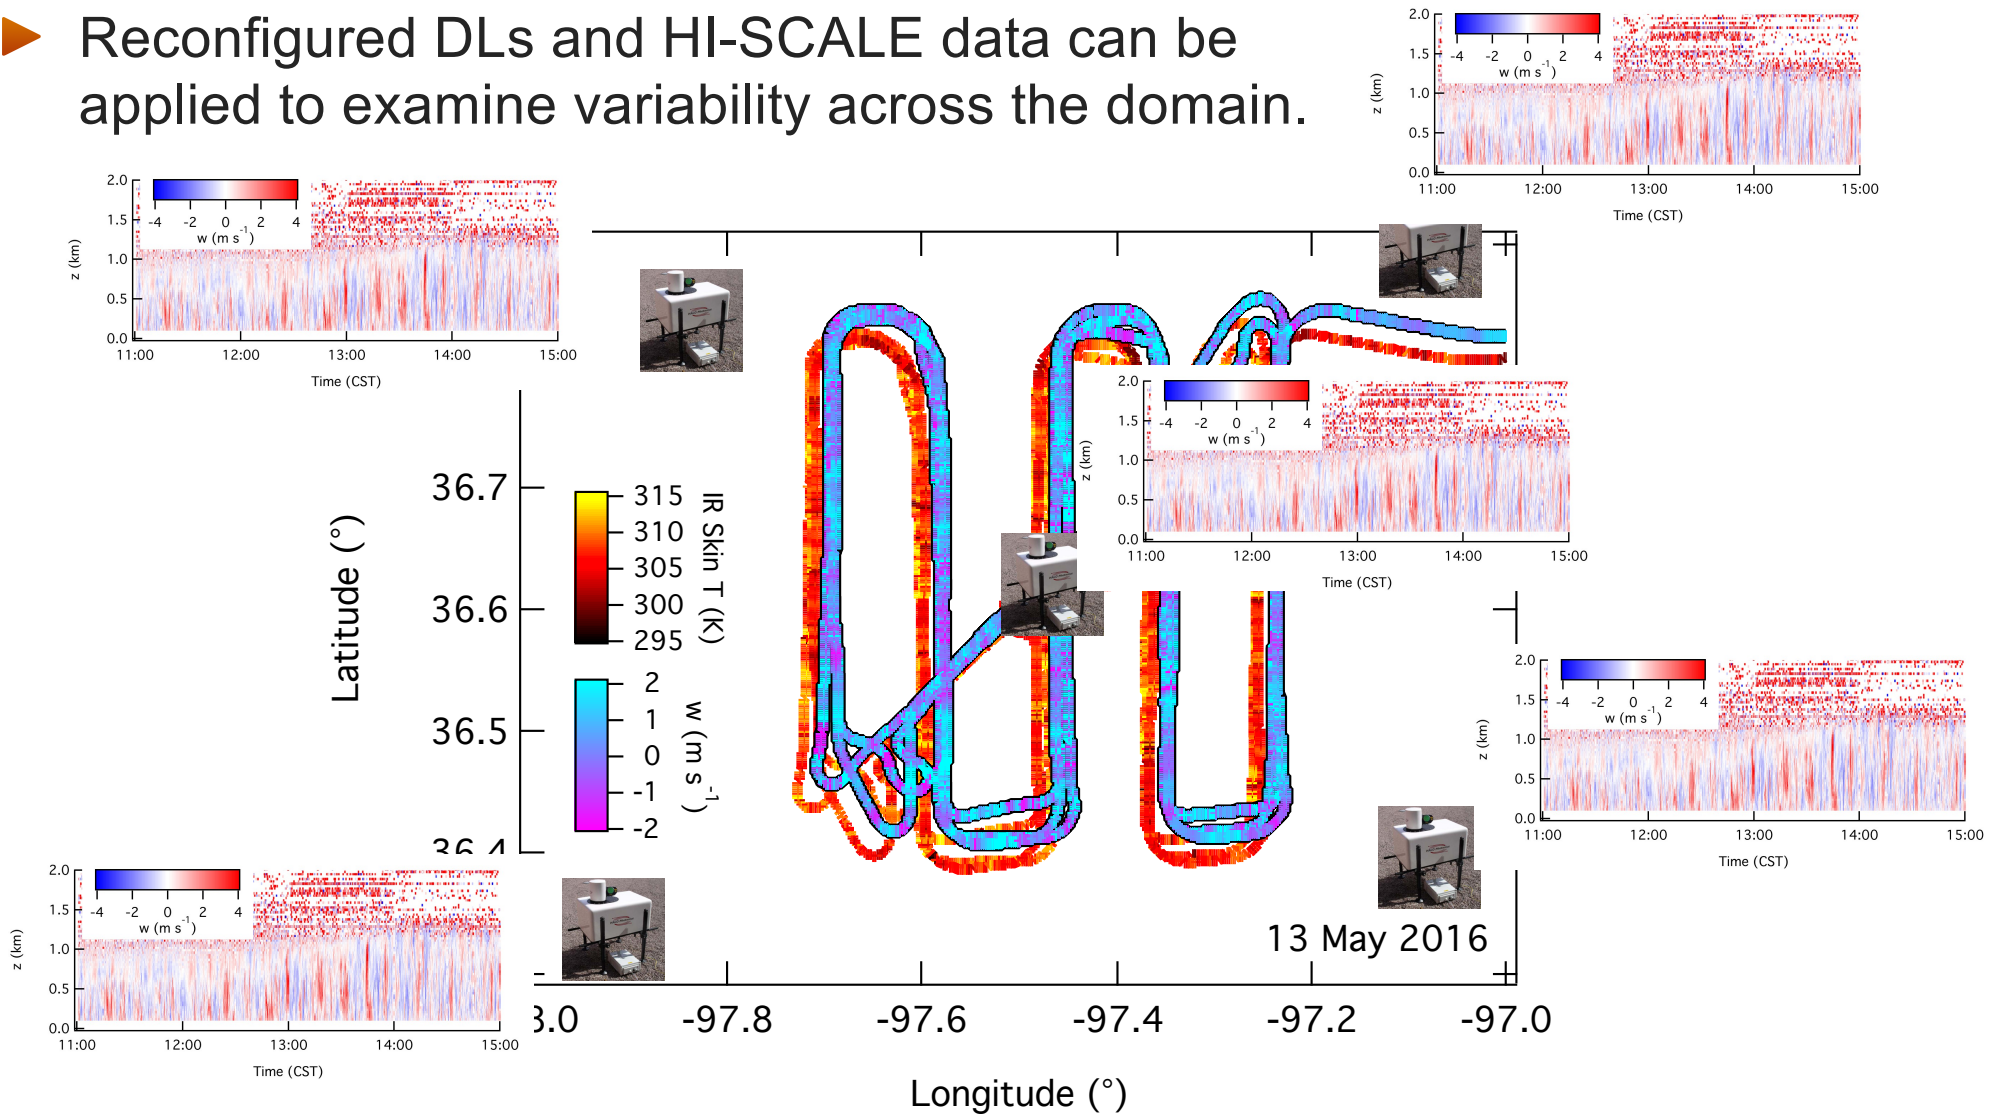 Reconfigured DLs and HI-SCALE data can be
applied to examine variability across the domain.
2.0
1.5
1.0
0.5
0.0
z (km)
-4 -2 0 2 4
w (m s-1)
11:00 12:00 13:00 14:00 15:00
Time (CST)
2.0
1.5
1.0
0.5
0.0
z (km)
-4 -2 0 2 4
w (m s-1)
11:00 12:00 13:00 14:00 15:00
Time (CST)
2.0
1.5
1.0
0.5
0.0
z (km)
-4 -2 0 2 4
w (m s-1)
11:00 12:00 13:00 14:00 15:00
Time (CST)
Latitude (°)
36.7
36.6
36.5
36.4
315
310
305
300
295
IR Skin T (K)
2
1
0
-1
-2
w (m s-1)
2.0
1.5
1.0
0.5
0.0
z (km)
-4 -2 0 2 4
w (m s-1)
11:00 12:00 13:00 14:00 15:00
Time (CST)
2.0
1.5
1.0
0.5
0.0
z (km)
-4 -2 0 2 4
w (m s-1)
11:00 12:00 13:00 14:00 15:00
Time (CST)
13 May 2016
8.0 -97.8 -97.6 -97.4 -97.2 -97.0
Longitude (°)